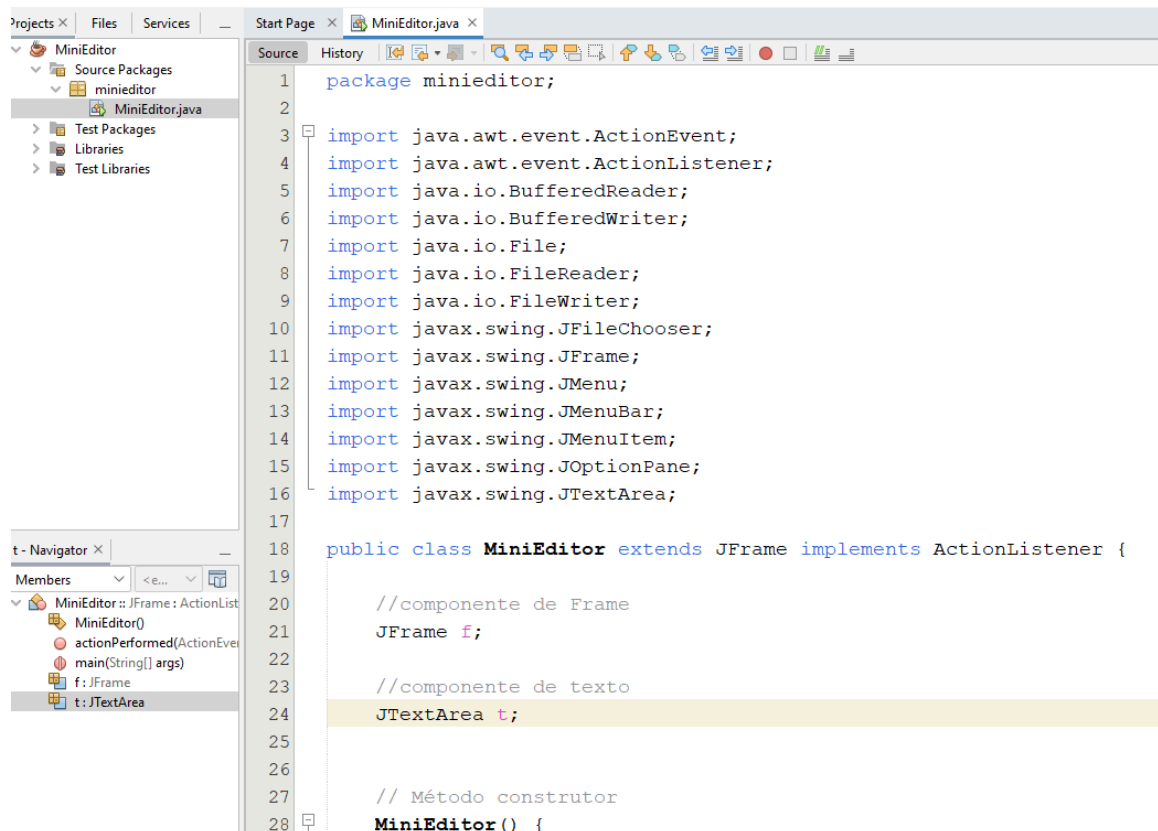 Projects Files Services
MiniEditor
Source Packages
minieditor
MiniEditor.java
Test Packages
Libraries
Test Libraries
t - Navigator
Members <e...
MiniEditor :: JFrame : ActionList
MiniEditor()
actionPerformed(ActionEve
main(String[] args)
f : JFrame
t : JTextArea
Start Page MiniEditor.java
Source History
1 package minieditor;
2
3 import java.awt.event.ActionEvent;
4 import java.awt.event.ActionListener;
5 import java.io.BufferedReader;
6 import java.io.BufferedWriter;
7 import java.io.File;
8 import java.io.FileReader;
9 import java.io.FileWriter;
10 import javax.swing.JFileChooser;
11 import javax.swing.JFrame;
12 import javax.swing.JMenu;
13 import javax.swing.JMenuBar;
14 import javax.swing.JMenuItem;
15 import javax.swing.JOptionPane;
16 import javax.swing.JTextArea;
17
18 public class MiniEditor extends JFrame implements ActionListener {
19
20 //componente de Frame
21 JFrame f;
22
23 //componente de texto
24 JTextArea t;
25
26
27 // Método construtor
28 MiniEditor() {